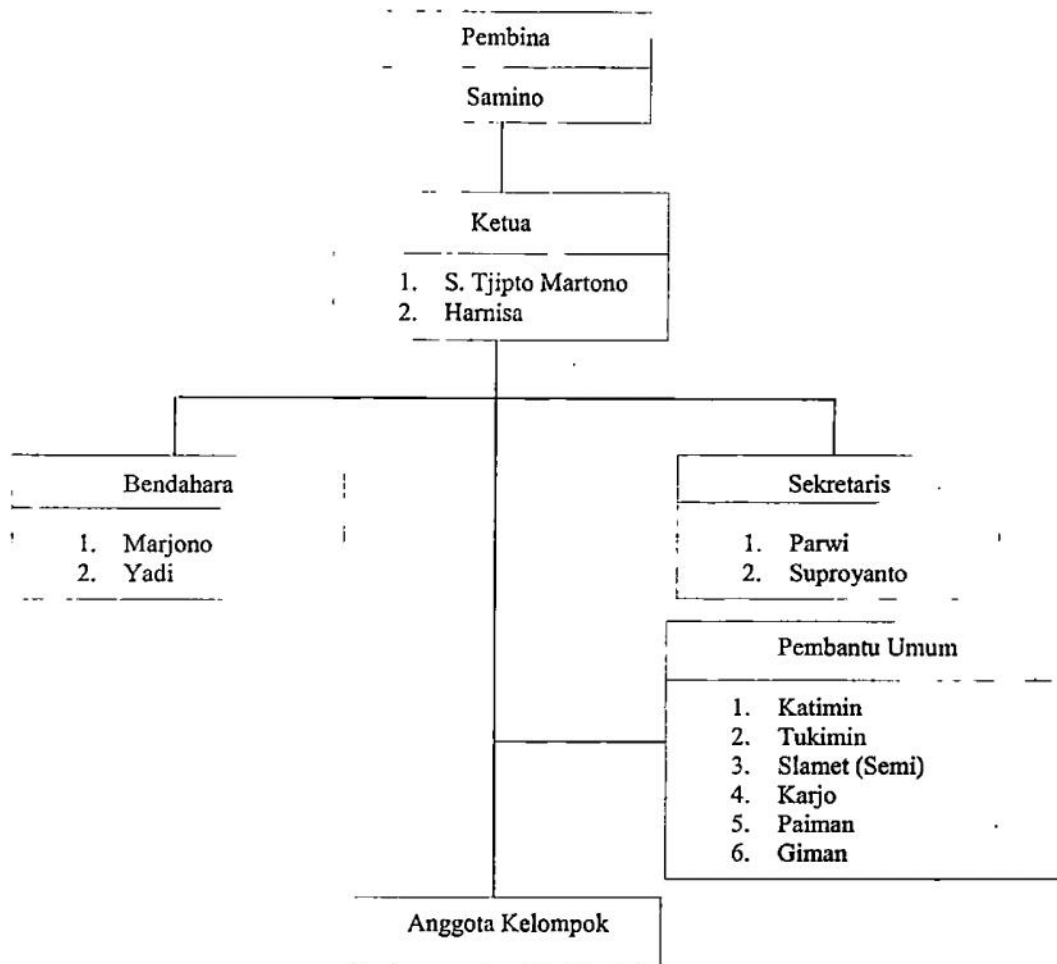 Pembina
Samino
Ketua
1. S. Tjipto Martono
2. Harnisa
Bendahara
1. Marjono
2. Yadi
Sekretaris
1. Parwi
2. Suproyanto
Pembantu Umum
1. Katimin
2. Tukimin
3. Slamet (Semi)
4. Karjo
5. Paiman
6. Giman
Anggota Kelompok